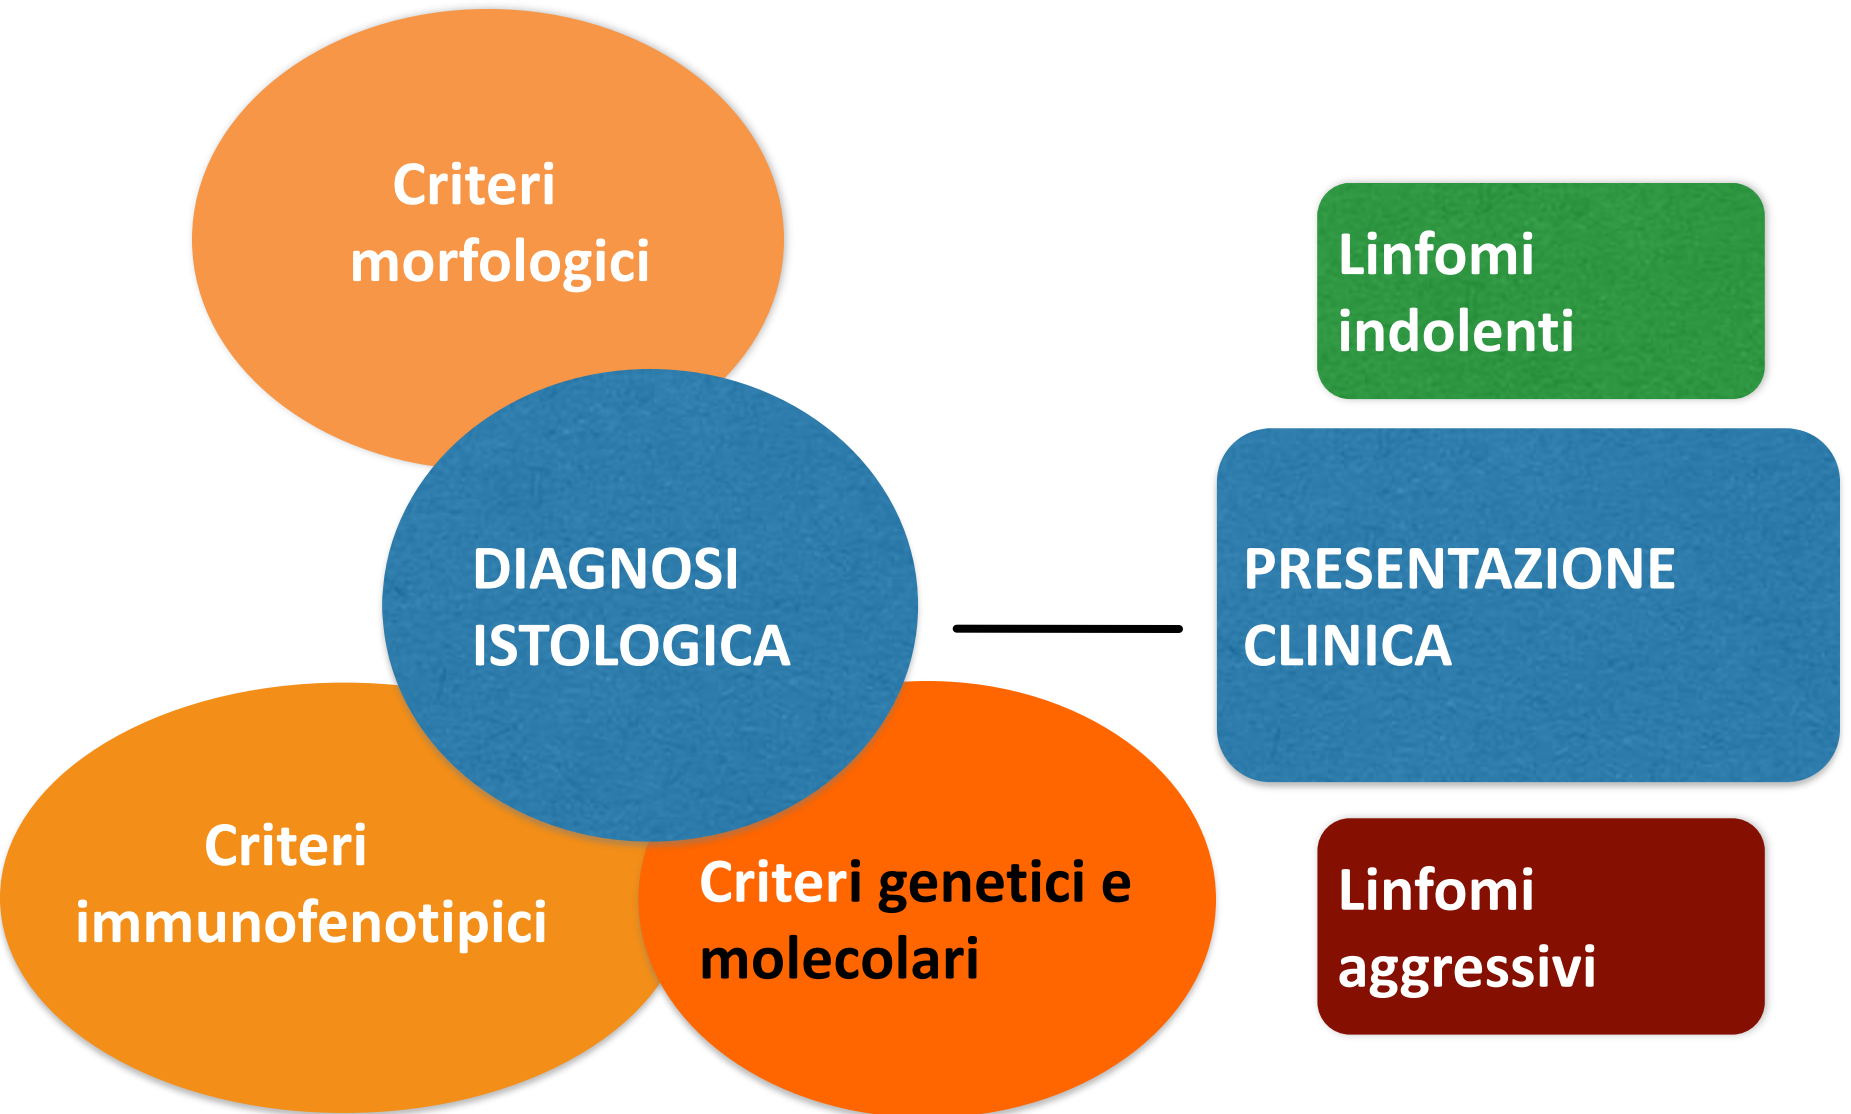 Criteri
morfologici
DIAGNOSI
ISTOLOGICA
Criteri
immunofenotipici
Criteri genetici e
molecolari
Linfomi
indolenti
PRESENTAZIONE
CLINICA
Linfomi
aggressivi